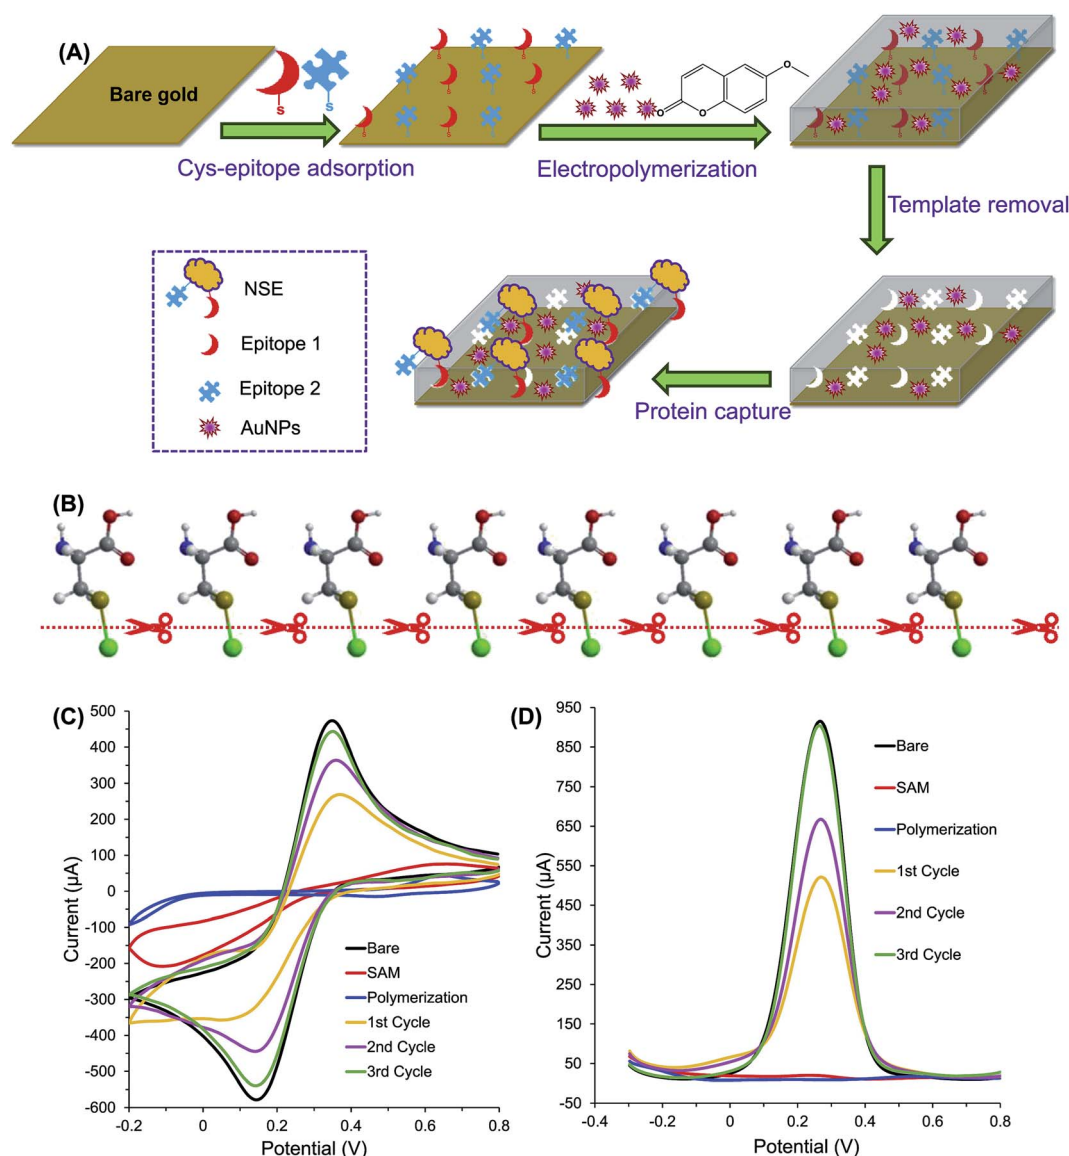 (A)
Bare gold
s
s
s s
s s
s s
s s
s s
s s
O O
O
Cys-epitope adsorption
Electropolymerization
Template removal
NSE
Epitope 1
Epitope 2
AuNPs
Protein capture
(B)
(C)
500
400
300
200
100
0
-100
-200
-300
-400
-500
-600
Current (µA)
-0.2 0 0.2 0.4 0.6 0.8
Potential (V)
Bare
SAM
Polymerization
1st Cycle
2nd Cycle
3rd Cycle
(D)
950
850
750
650
550
450
350
250
150
50
-50
Current (µA)
-0.4 -0.2 0 0.2 0.4 0.6 0.8
Potential (V)
Bare
SAM
Polymerization
1st Cycle
2nd Cycle
3rd Cycle